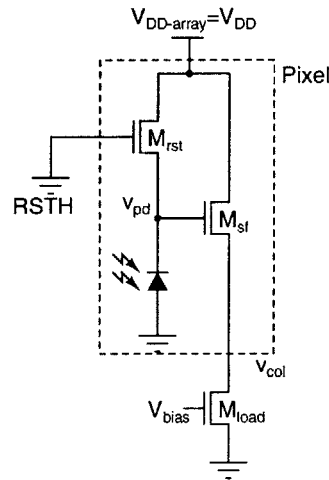 V_DD-array=V_DD
Pixel
M_rst
RSTH
v_pd
M_sf
v_col
V_bias
M_load